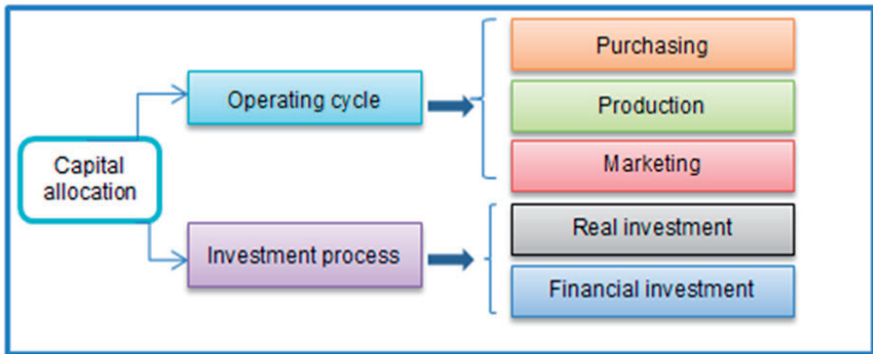 Capital
allocation
Operating cycle
Purchasing
Production
Marketing
Investment process
Real investment
Financial investment